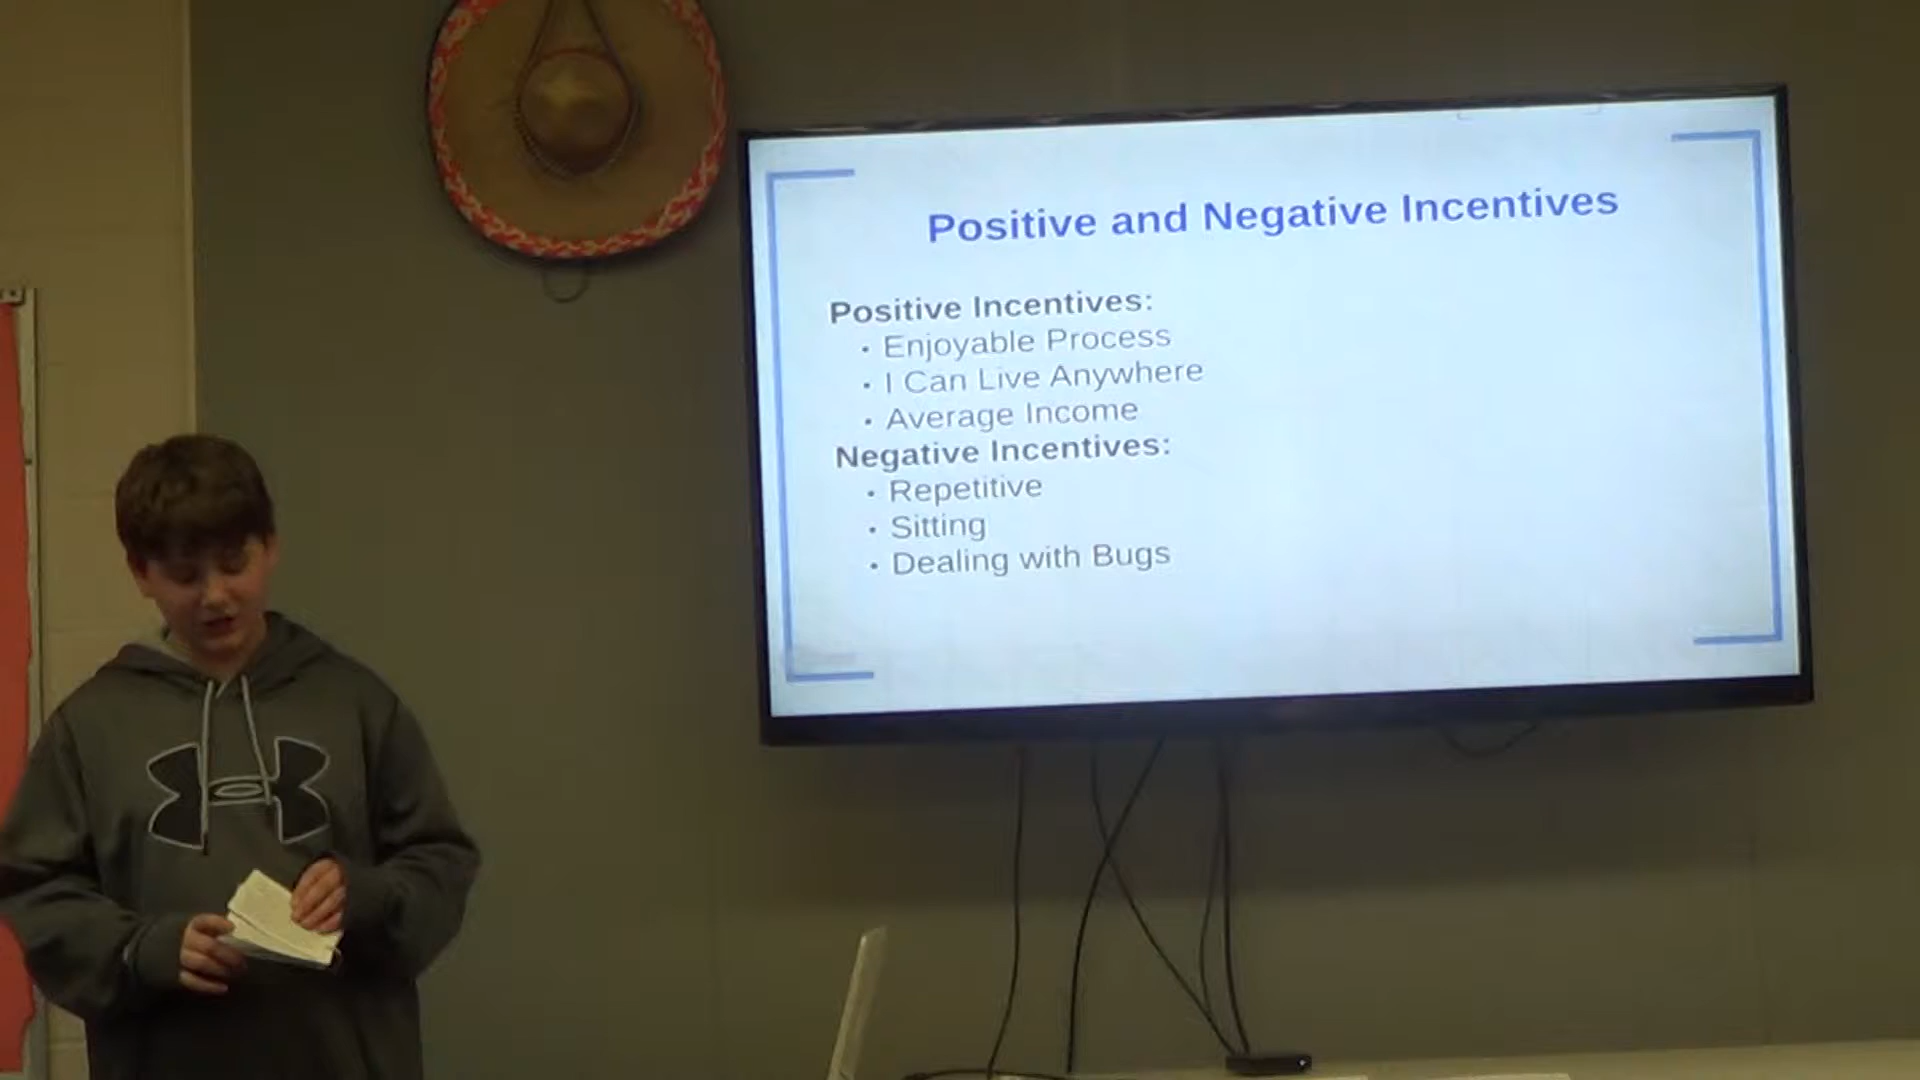 Positive and Negative Incentives
Positive Incentives:
• Enjoyable Process
• I Can Live Anywhere
• Average Income
Negative Incentives:
• Repetitive
• Sitting
• Dealing with Bugs